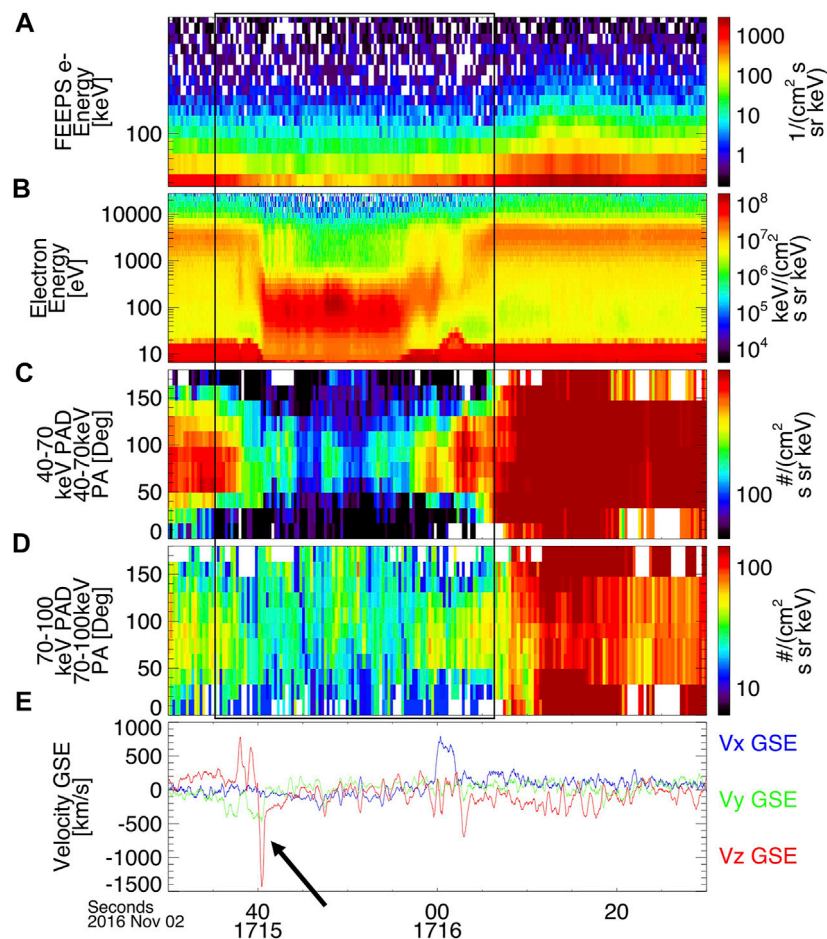 A
FEEPS e-
Energy
[keV]
100
1000
100
10
1
1/(cm² s
sr keV)
B
Electron
Energy
[eV]
10000
1000
100
10
10⁸
10⁷
10⁶
10⁵
10⁴
keV/(cm²
s sr keV)
C
40-70
keV PAD
40-70keV
PA [Deg]
150
100
50
0
100
#/(cm²
s sr keV)
D
70-100
keV PAD
70-100keV
PA [Deg]
150
100
50
0
100
10
#/(cm²
s sr keV)
E
Velocity GSE
[km/s]
1000
500
0
-500
-1000
-1500
Vx GSE
Vy GSE
Vz GSE
Seconds
2016 Nov 02
40
1715
00
1716
20